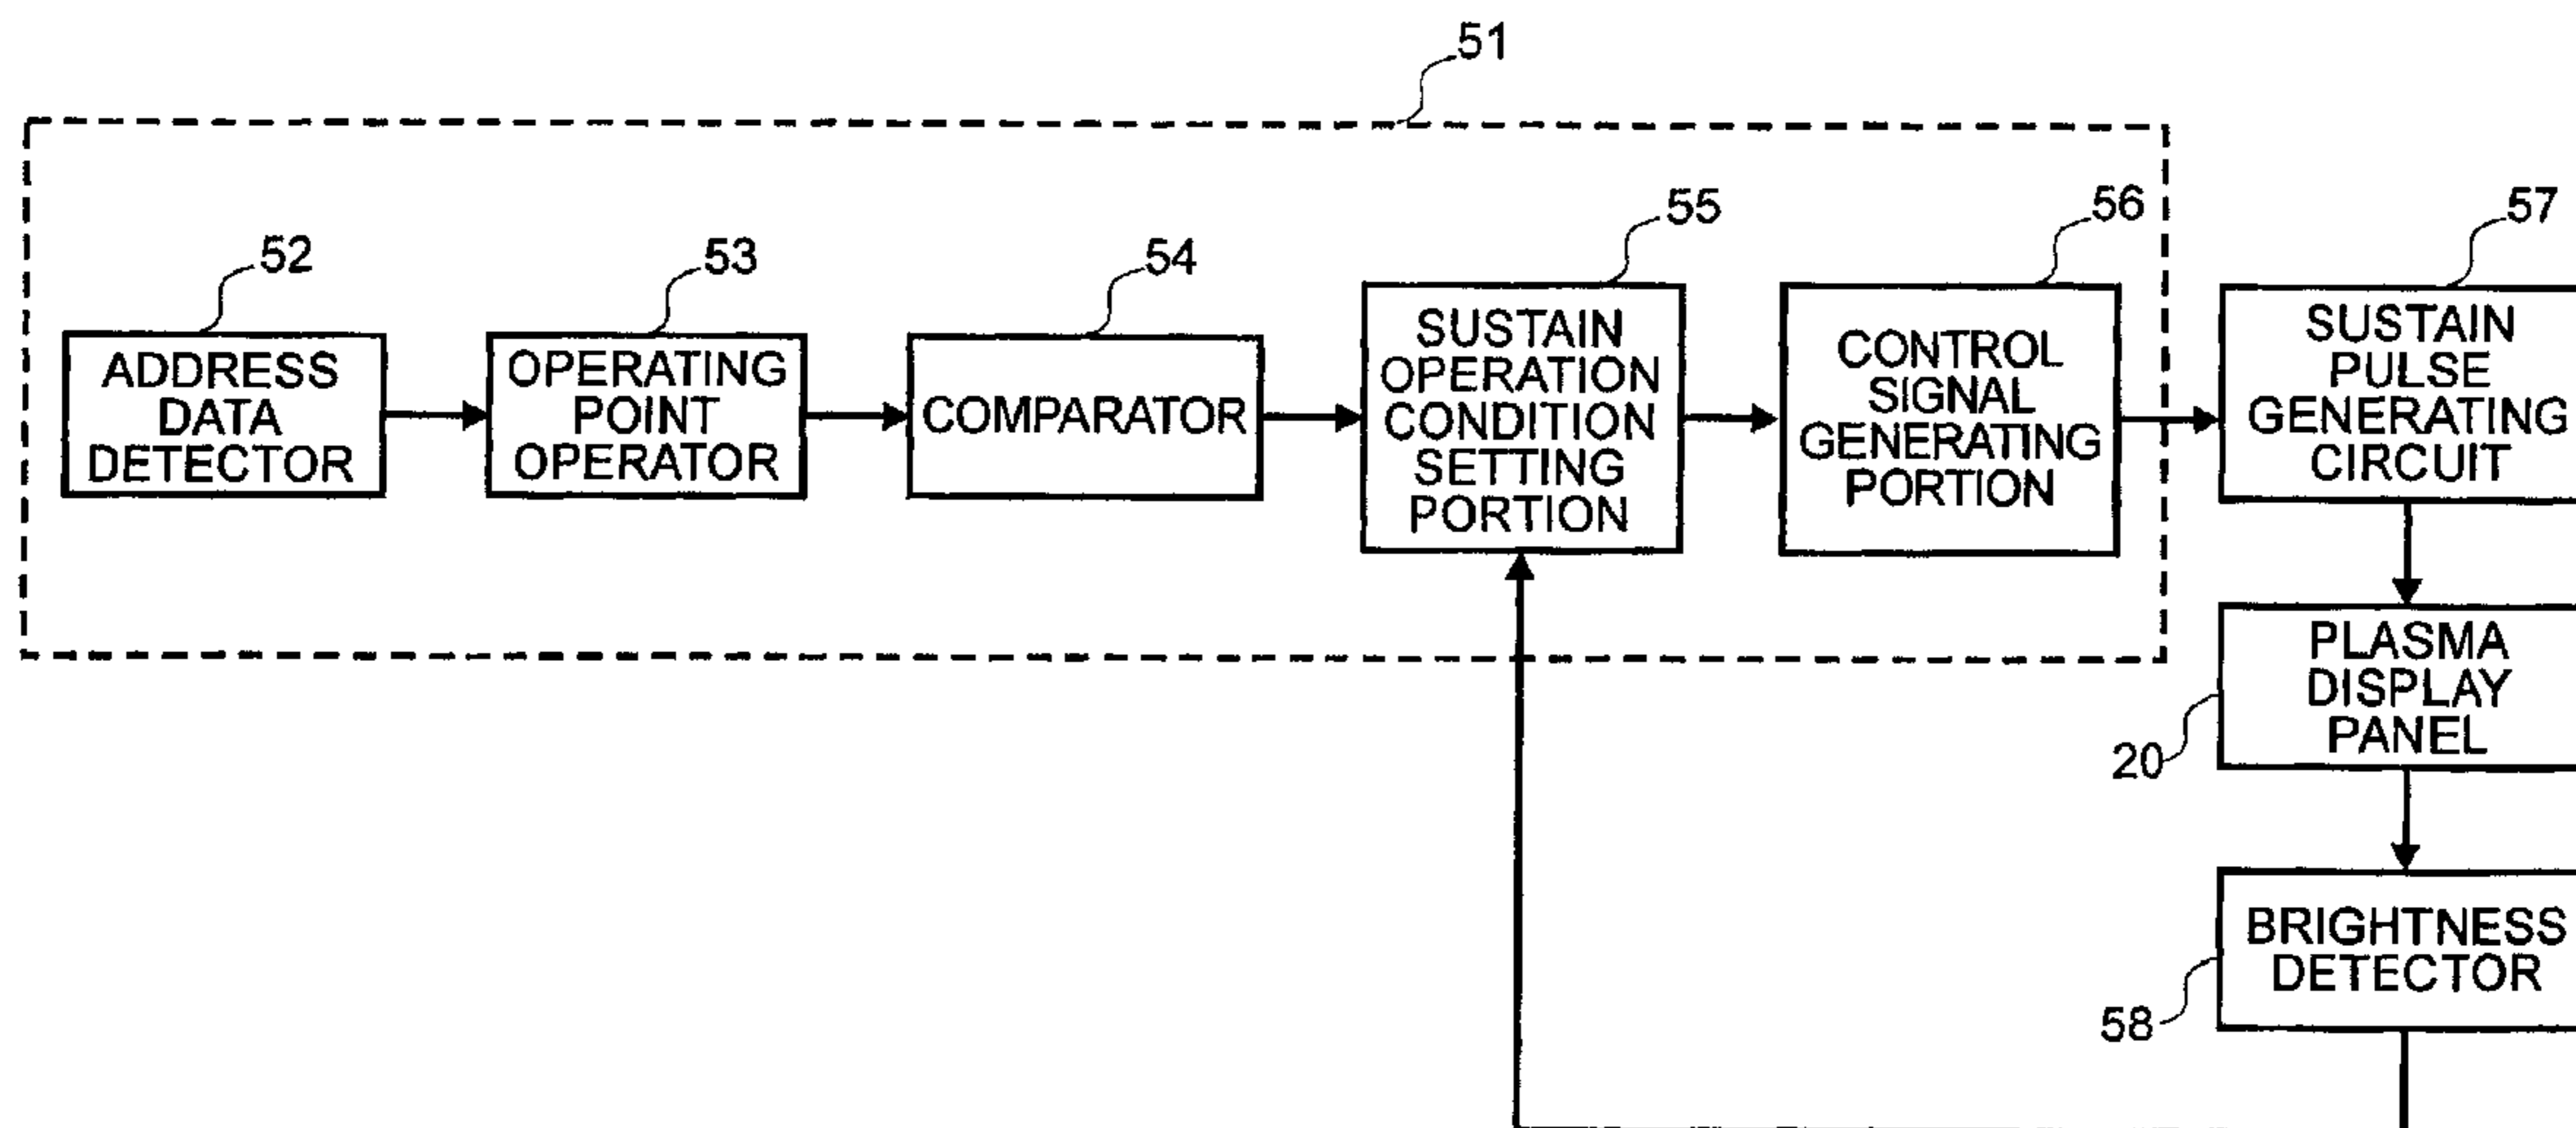 51
52
53
54
55
56
57
ADDRESS
DATA
DETECTOR
OPERATING
POINT
OPERATOR
COMPARATOR
SUSTAIN
OPERATION
CONDITION
SETTING
PORTION
CONTROL
SIGNAL
GENERATING
PORTION
SUSTAIN
PULSE
GENERATING
CIRCUIT
PLASMA
DISPLAY
PANEL
20
BRIGHTNESS
DETECTOR
58